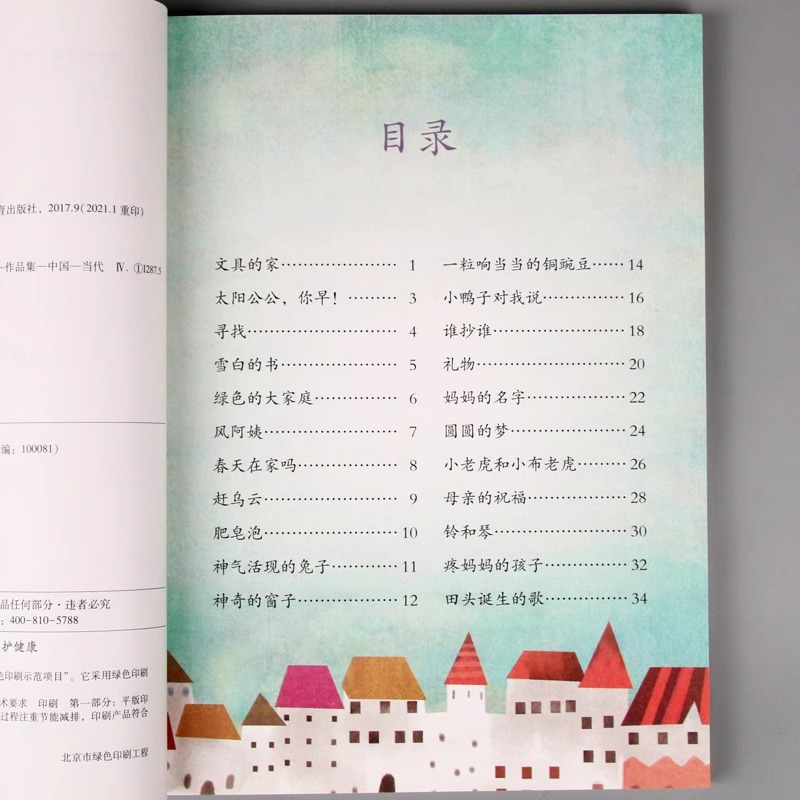 育出版社，2017.9（2021.1 重印）
—作品集—中国—当代　Ⅳ．①I287.5
编：100081）
品任何部分·违者必究
：400-810-5788
护健康
色印刷示范项目”。它采用绿色印刷
术要求　印刷　第一部分：平版印
过程注重节能减排，印刷产品符合
北京市绿色印刷工程
目录
文具的家…………………… 1
太阳公公，你早！……… 3
寻找…………………… 4
雪白的书………………… 5
绿色的大家庭…………… 6
风阿姨………………… 7
春天在家吗……………… 8
赶乌云………………… 9
肥皂泡………………… 10
神气活现的兔子………… 11
神奇的窗子……………… 12
一粒响当当的铜豌豆…… 14
小鸭子对我说…………… 16
谁抄谁………………… 18
礼物…………………… 20
妈妈的名字……………… 22
圆圆的梦……………… 24
小老虎和小布老虎……… 26
母亲的祝福……………… 28
铃和琴………………… 30
疼妈妈的孩子…………… 32
田头诞生的歌…………… 34